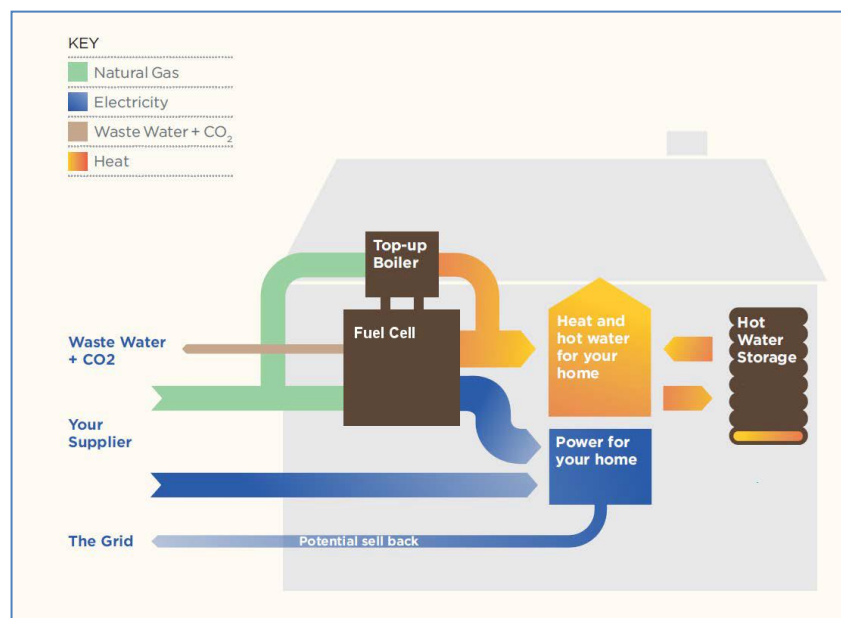 KEY
Natural Gas
Electricity
Waste Water + CO₂
Heat
Top-up
Boiler
Fuel Cell
Waste Water
+ CO2
Heat and
hot water
for your
home
Hot
Water
Storage
Your
Supplier
Power for
your home
The Grid
Potential sell back